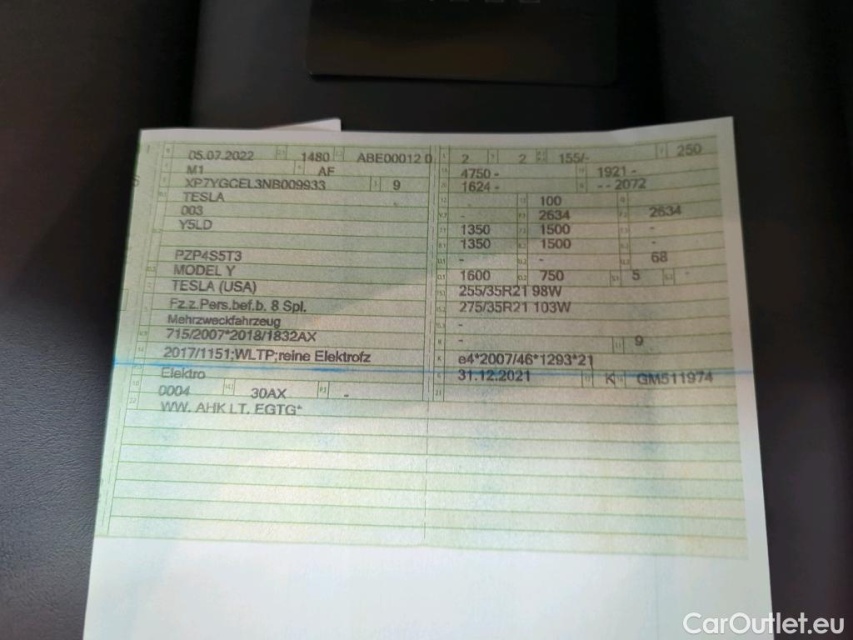 05.07.2022 1480 ABE00012 0 2 2 155/- 250
M1 AF 4750 - 1921 -
XP7YGCEL3NB009933 9 1624 - - - 2072
TESLA - - 100 -
003 - 2634 2634
Y5LD 1350 1500 -
1350 1500 -
PZP4S5T3 - - 68
MODEL Y 1600 750 5 -
TESLA (USA) 255/35R21 98W
Fz.z.Pers.bef.b. 8 Spl. 275/35R21 103W
Mehrzweckfahrzeug -
715/2007*2018/1832AX - 9
2017/1151;WLTP;reine Elektrofz e4*2007/46*1293*21
Elektro 31.12.2021 K GM511974
0004 30AX -
WW. AHK LT. EGTG*
CarOutlet.eu